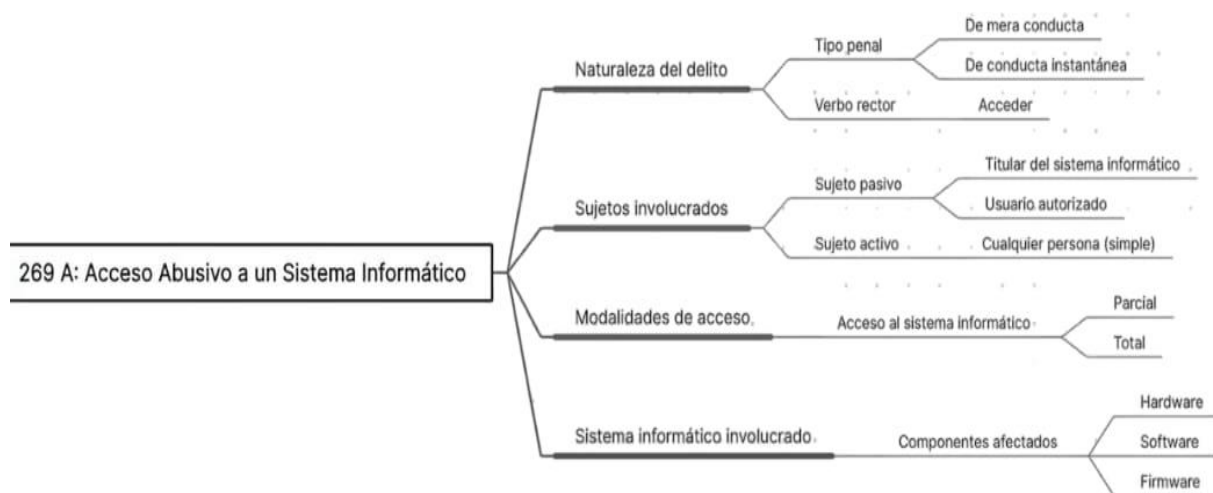 269 A: Acceso Abusivo a un Sistema Informático
Naturaleza del delito
Tipo penal
De mera conducta
De conducta instantánea
Verbo rector
Acceder
Sujetos involucrados
Sujeto pasivo
Titular del sistema informático
Usuario autorizado
Sujeto activo
Cualquier persona (simple)
Modalidades de acceso
Acceso al sistema informático
Parcial
Total
Sistema informático involucrado
Componentes afectados
Hardware
Software
Firmware